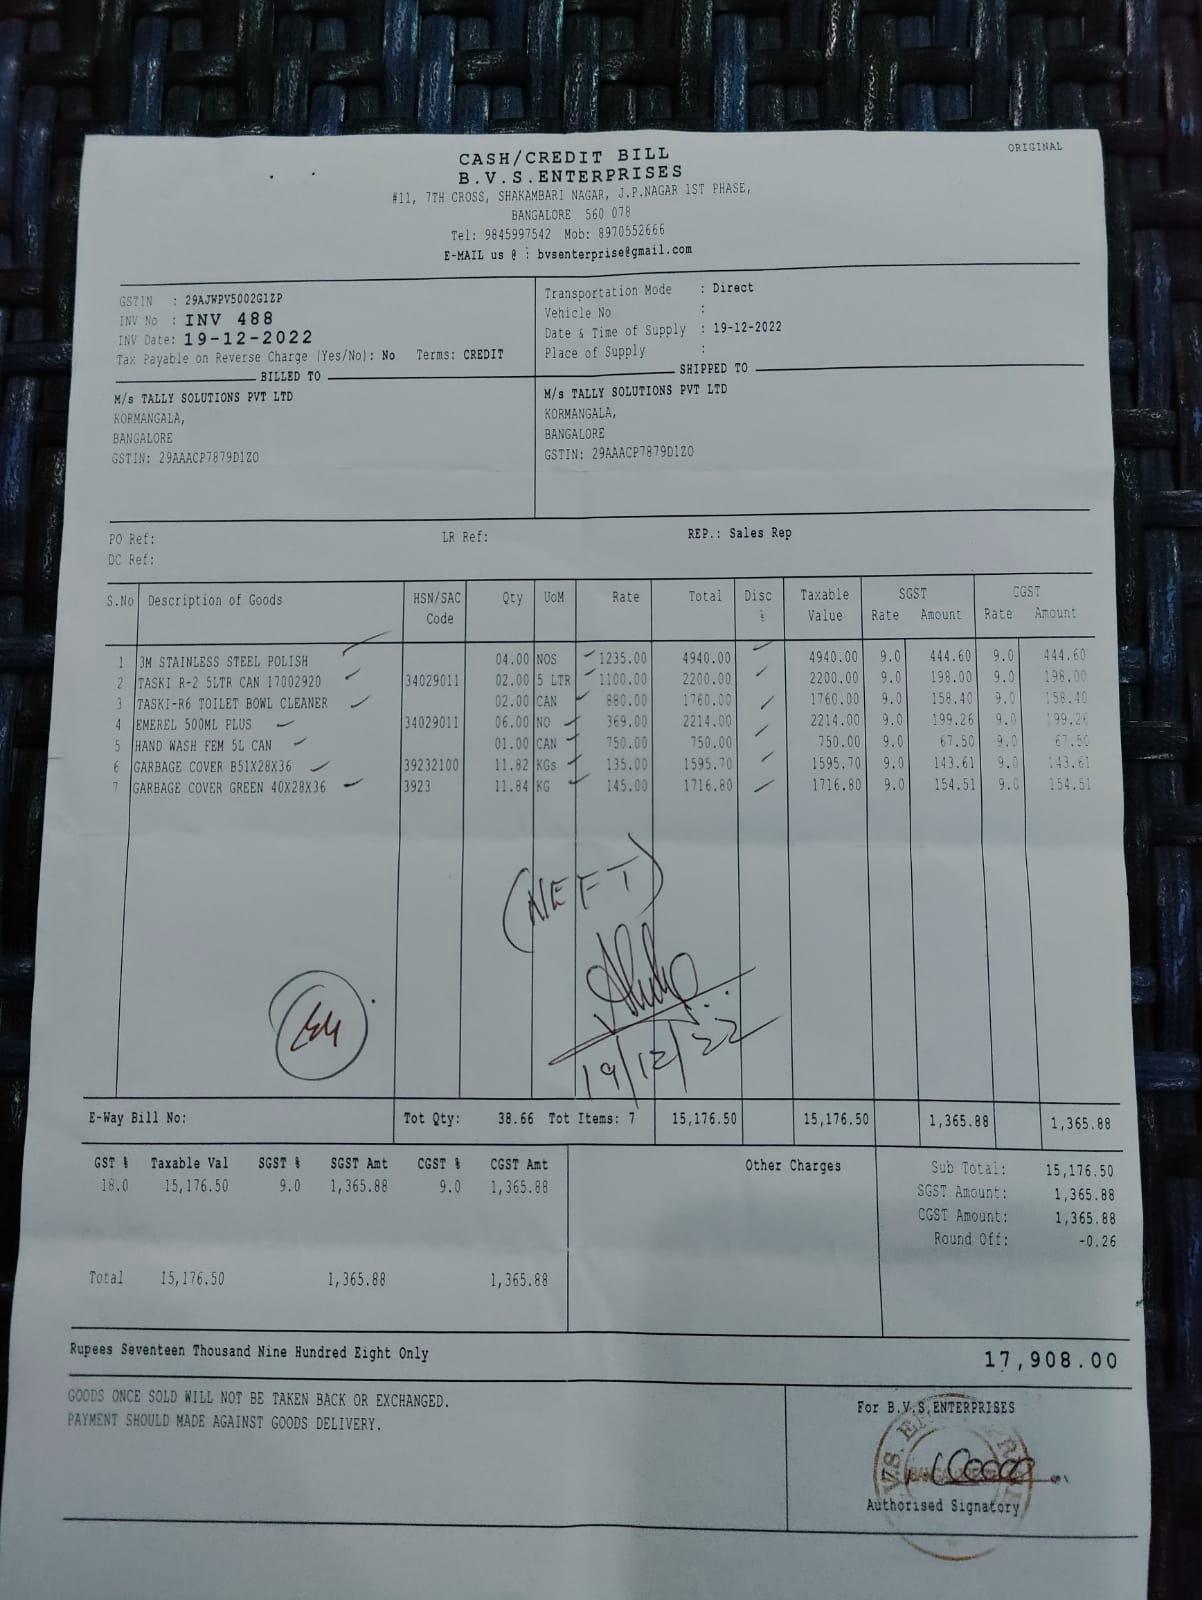 ORIGINAL
CASH/CREDIT BILL
B.V.S.ENTERPRISES
#11, 7TH CROSS, SHAKAMBARI NAGAR, J.P.NAGAR 1ST PHASE,
BANGALORE 560 078
Tel: 9845997542 Mob: 8970552666
E-MAIL us @ : bvsenterprise@gmail.com
GSTIN : 29AJWPV5002G1ZP
INV No : INV 488
INV Date: 19-12-2022
Tax Payable on Reverse Charge (Yes/No): No Terms: CREDIT
Transportation Mode : Direct
Vehicle No :
Date & Time of Supply : 19-12-2022
Place of Supply :
BILLED TO
M/s TALLY SOLUTIONS PVT LTD
KORMANGALA,
BANGALORE
GSTIN: 29AAACP7879D1ZO
SHIPPED TO
M/s TALLY SOLUTIONS PVT LTD
KORMANGALA,
BANGALORE
GSTIN: 29AAACP7879D1ZO
PO Ref: LR Ref: REP.: Sales Rep
DC Ref:
S.No Description of Goods HSN/SAC Qty UoM Rate Total Disc Taxable SGST CGST
Code % Value Rate Amount Rate Amount
1 3M STAINLESS STEEL POLISH 04.00 NOS 1235.00 4940.00 4940.00 9.0 444.60 9.0 444.60
2 TASKI R-2 5LTR CAN 17002920 34029011 02.00 5 LTR 1100.00 2200.00 2200.00 9.0 198.00 9.0 198.00
3 TASKI-R6 TOILET BOWL CLEANER 02.00 CAN 880.00 1760.00 1760.00 9.0 158.40 9.0 158.40
4 EMEREL 500ML PLUS 34029011 06.00 NO 369.00 2214.00 2214.00 9.0 199.26 9.0 199.26
5 HAND WASH FEM 5L CAN 01.00 CAN 750.00 750.00 750.00 9.0 67.50 9.0 67.50
6 GARBAGE COVER B51X28X36 39232100 11.82 KGs 135.00 1595.70 1595.70 9.0 143.61 9.0 143.61
7 GARBAGE COVER GREEN 40X28X36 3923 11.84 KG 145.00 1716.80 1716.80 9.0 154.51 9.0 154.51
(NEFT)
19/12/22
E-Way Bill No: Tot Qty: 38.66 Tot Items: 7 15,176.50 15,176.50 1,365.88 1,365.88
GST % Taxable Val SGST % SGST Amt CGST % CGST Amt
18.0 15,176.50 9.0 1,365.88 9.0 1,365.88
Total 15,176.50 1,365.88 1,365.88
Other Charges
Sub Total: 15,176.50
SGST Amount: 1,365.88
CGST Amount: 1,365.88
Round Off: -0.26
Rupees Seventeen Thousand Nine Hundred Eight Only 17,908.00
GOODS ONCE SOLD WILL NOT BE TAKEN BACK OR EXCHANGED.
PAYMENT SHOULD MADE AGAINST GOODS DELIVERY.
For B.V.S.ENTERPRISES
Authorised Signatory